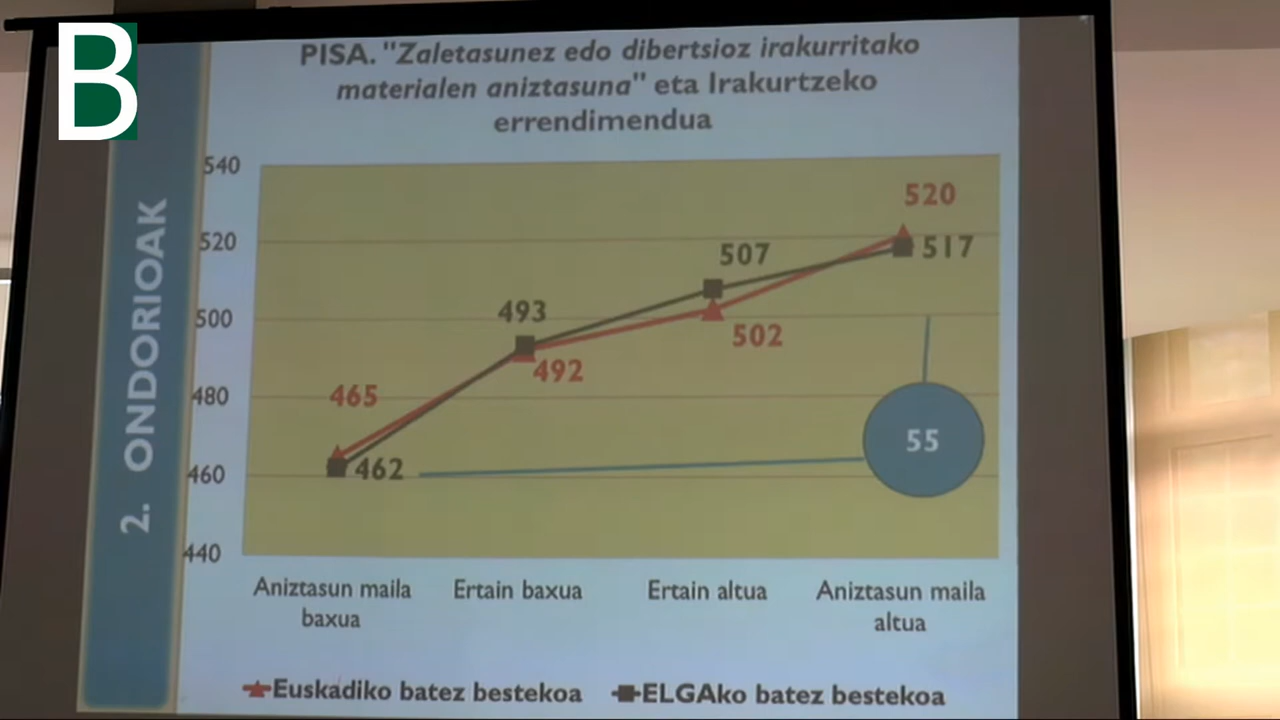 B
PISA. "Zaletasunez edo dibertsioz irakurritako
materialen aniztasuna" eta Irakurtzeko
errendimendua
2. ONDORIOAK
540
520
500
480
460
440
465
462
493
492
507
502
520
517
55
Aniztasun maila
baxua
Ertain baxua
Ertain altua
Aniztasun maila
altua
Euskadiko batez bestekoa
ELGAko batez bestekoa